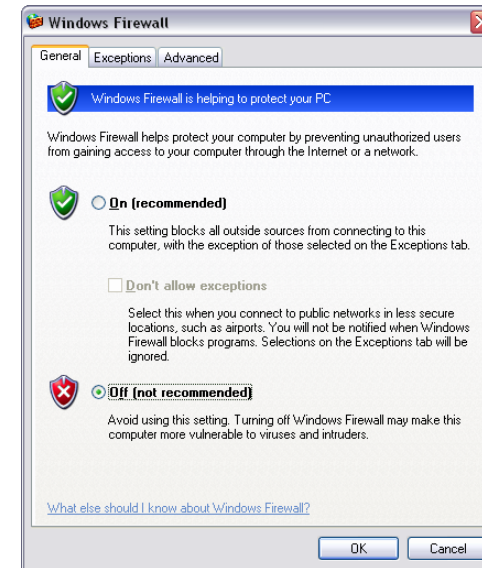 Windows Firewall
General Exceptions Advanced
Windows Firewall is helping to protect your PC
Windows Firewall helps protect your computer by preventing unauthorized users
from gaining access to your computer through the Internet or a network.
On (recommended)
This setting blocks all outside sources from connecting to this
computer, with the exception of those selected on the Exceptions tab.
Don't allow exceptions
Select this when you connect to public networks in less secure
locations, such as airports. You will not be notified when Windows
Firewall blocks programs. Selections on the Exceptions tab will be
ignored.
Off (not recommended)
Avoid using this setting. Turning off Windows Firewall may make this
computer more vulnerable to viruses and intruders.
What else should I know about Windows Firewall?
OK Cancel